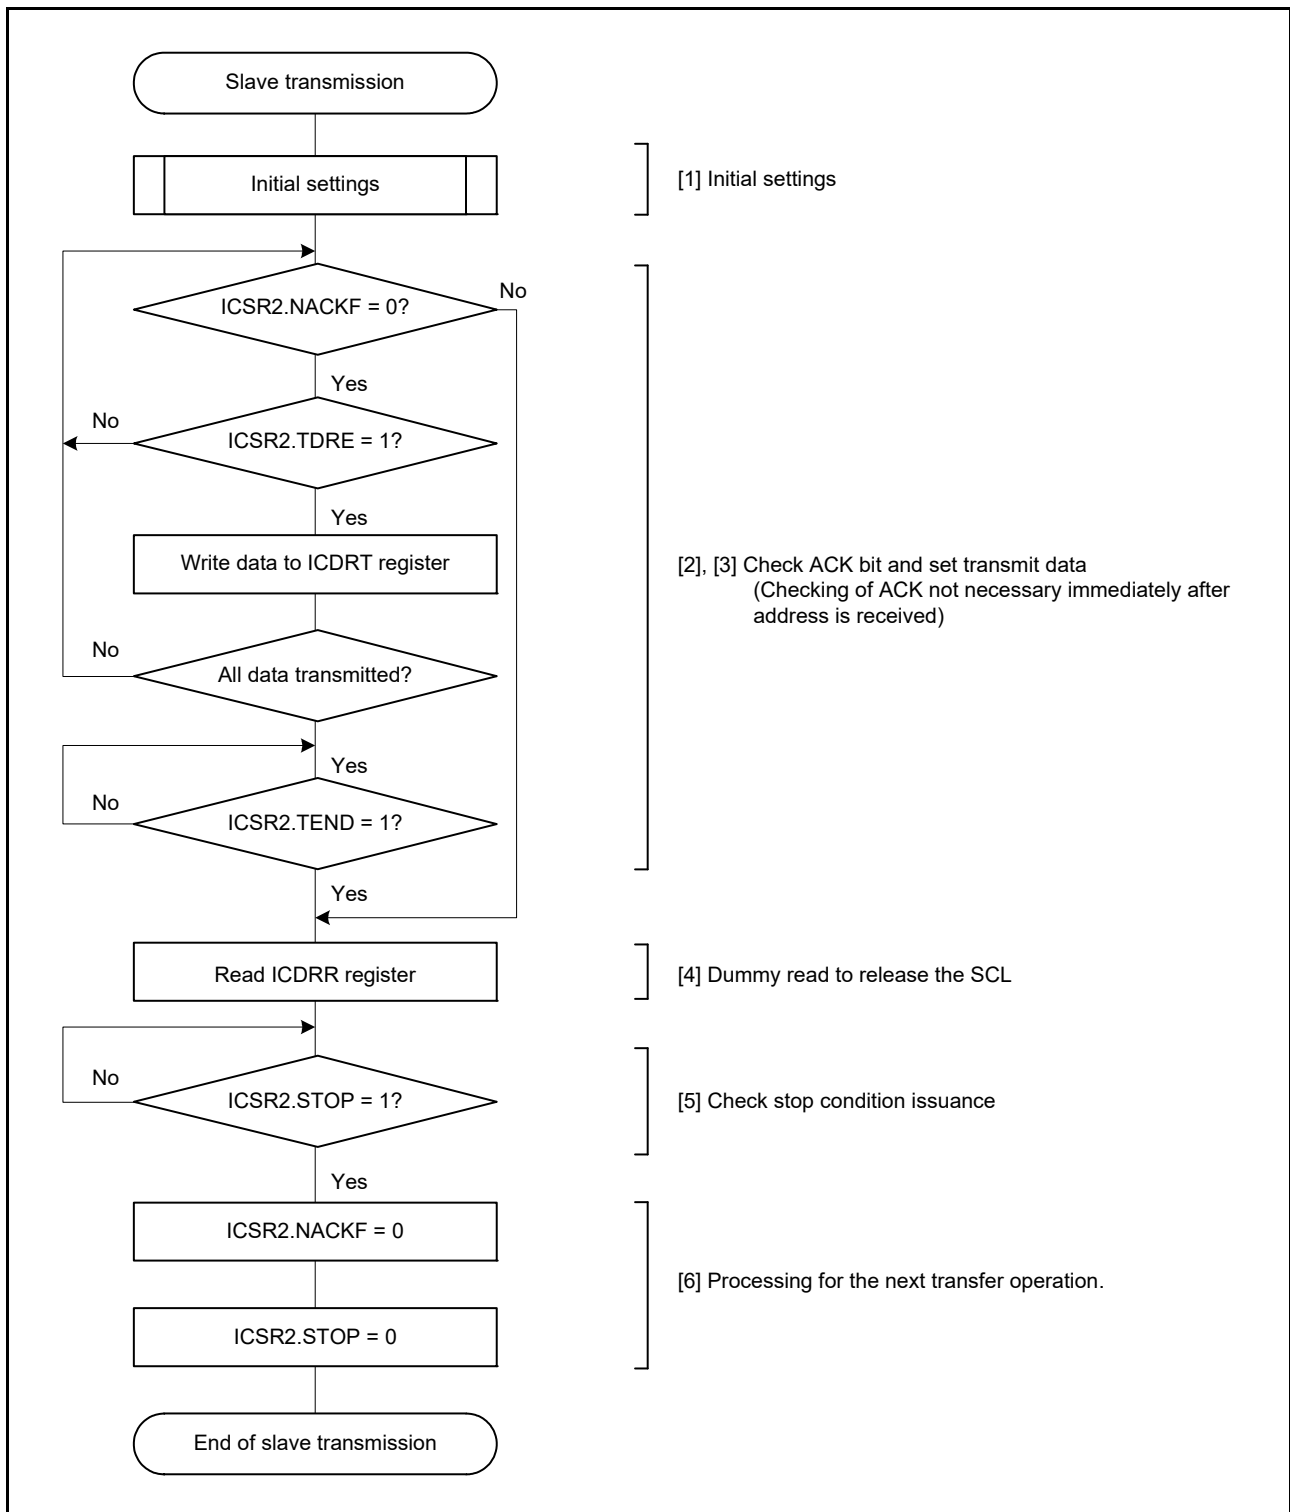 Slave transmission
Initial settings
[1] Initial settings
ICSR2.NACKF = 0?
No
Yes
No
ICSR2.TDRE = 1?
Yes
Write data to ICDRT register
[2], [3] Check ACK bit and set transmit data
(Checking of ACK not necessary immediately after
address is received)
No
All data transmitted?
Yes
No
ICSR2.TEND = 1?
Yes
Read ICDRR register
[4] Dummy read to release the SCL
No
ICSR2.STOP = 1?
[5] Check stop condition issuance
Yes
ICSR2.NACKF = 0
[6] Processing for the next transfer operation.
ICSR2.STOP = 0
End of slave transmission